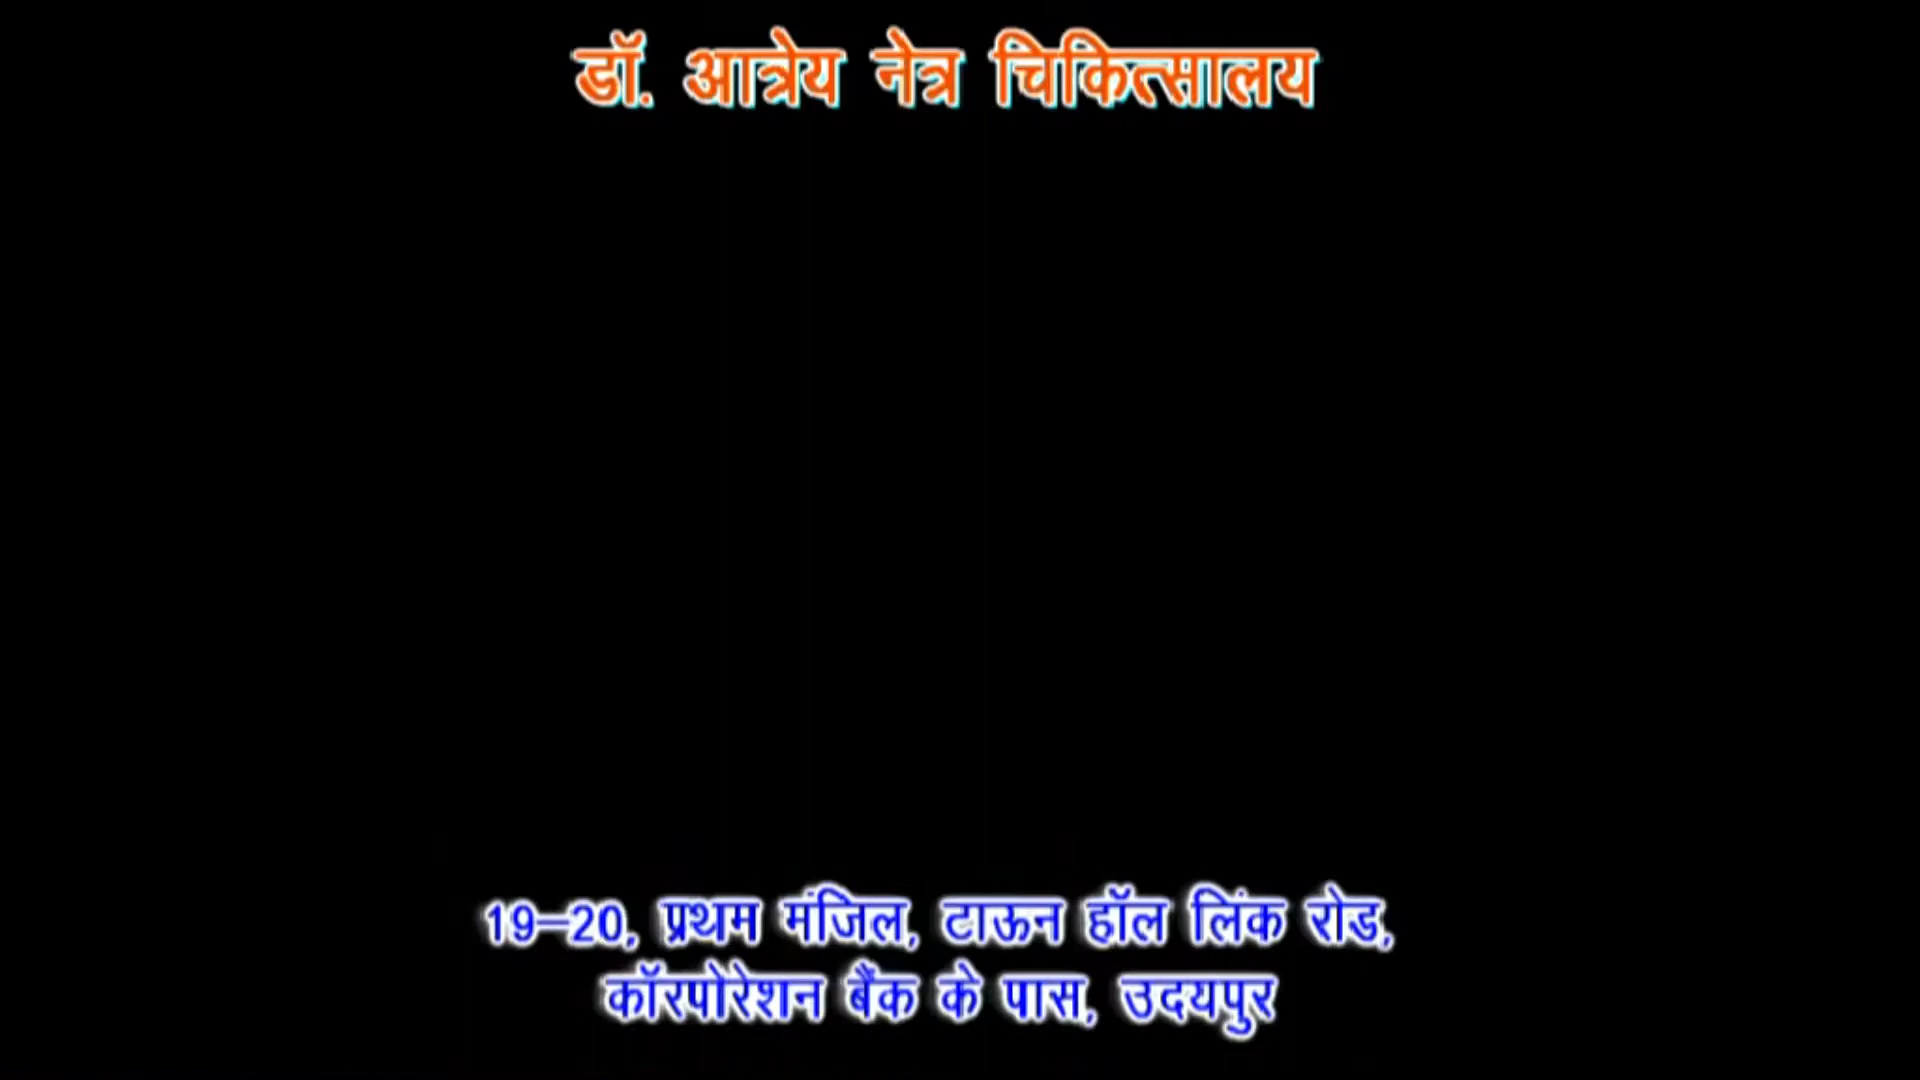 डॉ. आत्रेय नेत्र चिकित्सालय
19-20, प्रथम मंजिल, टाऊन हॉल लिंक रोड,
कॉरपोरेशन बैंक के पास, उदयपुर